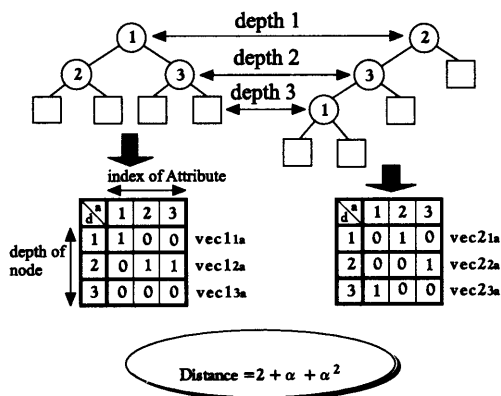 depth 1
1
2
2
3
depth 2
3
depth 3
1
index of Attribute
depth of node
a d 1 2 3
1 1 0 0 vec1₁ₐ
2 0 1 1 vec1₂ₐ
3 0 0 0 vec1₃ₐ
a d 1 2 3
1 0 1 0 vec2₁ₐ
2 0 0 1 vec2₂ₐ
3 1 0 0 vec2₃ₐ
Distance =2 + α + α²